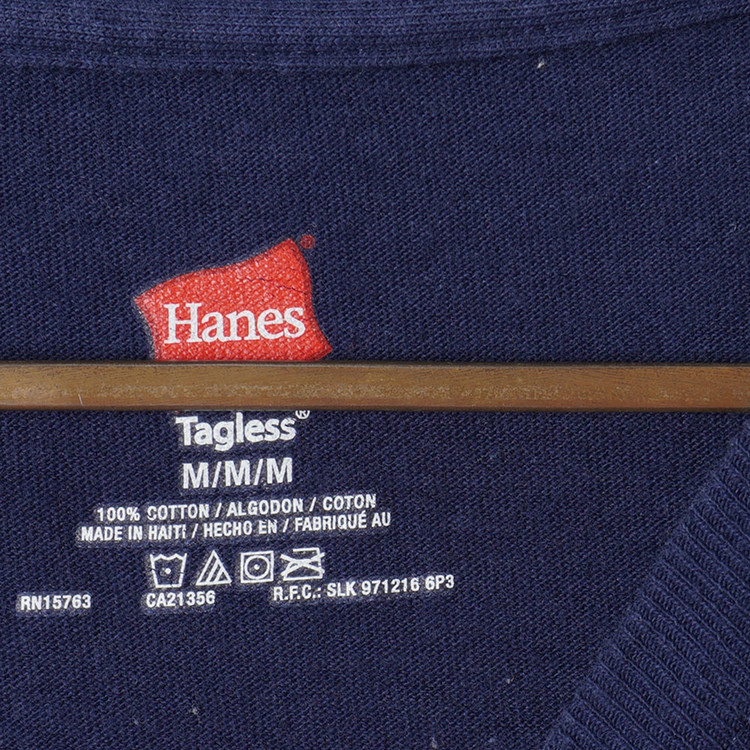 Hanes®
Tagless®
M/M/M
100% COTTON / ALGODON / COTON
MADE IN HAITI / HECHO EN / FABRIQUÉ AU
RN15763 CA21356 R.F.C.: SLK 971216 6P3